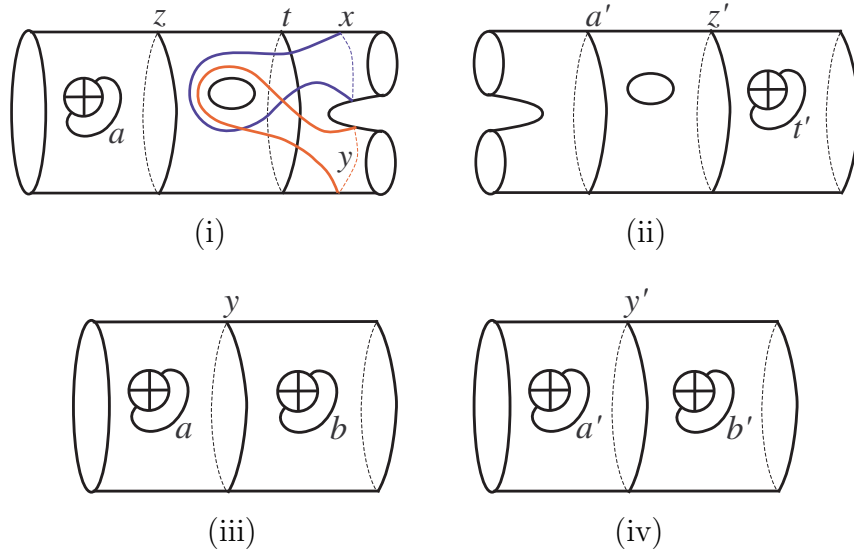 z t x a' z'
a y t'
(i) (ii)
y y'
a b a' b'
(iii) (iv)